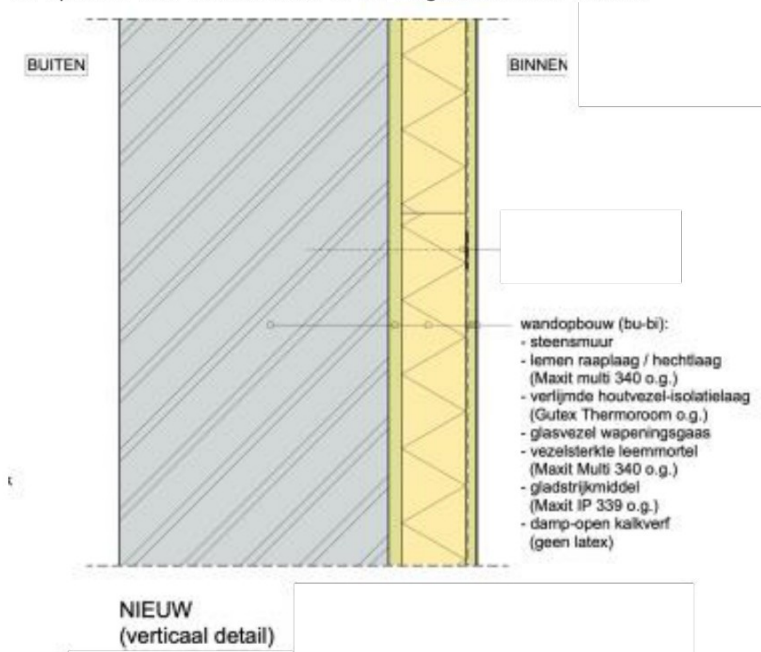 BUITEN
BINNEN
wandopbouw (bu-bi):
- steensmuur
- lemen raaplaag / hechtlaag
(Maxit multi 340 o.g.)
- verlijmde houtvezel-isolatielaag
(Gutex Thermoroom o.g.)
- glasvezel wapeningsgaas
- vezelsterkte leemmortel
(Maxit Multi 340 o.g.)
- gladstrijkmiddel
(Maxit IP 339 o.g.)
- damp-open kalkverf
(geen latex)
NIEUW
(verticaal detail)